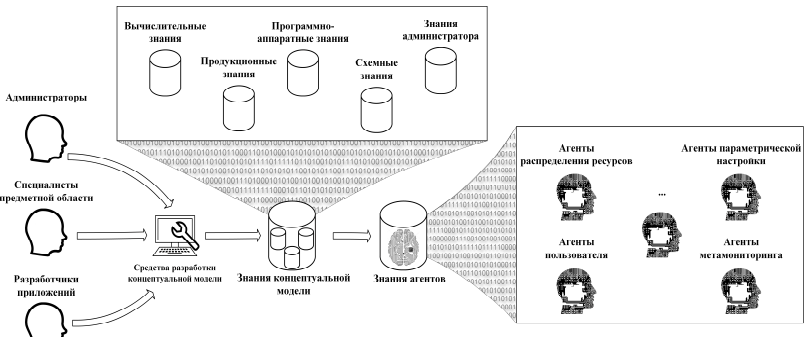 Вычислительные
знания
Программно-
аппаратные знания
Знания
администратора
Продукционные
знания
Схемные
знания
Администраторы
Специалисты
предметной области
Разработчики
приложений
Средства разработки
концептуальной модели
Знания концептуальной
модели
Знания агентов
Агенты
распределения ресурсов
Агенты параметрической
настройки
...
Агенты
пользователя
Агенты
метамониторинга